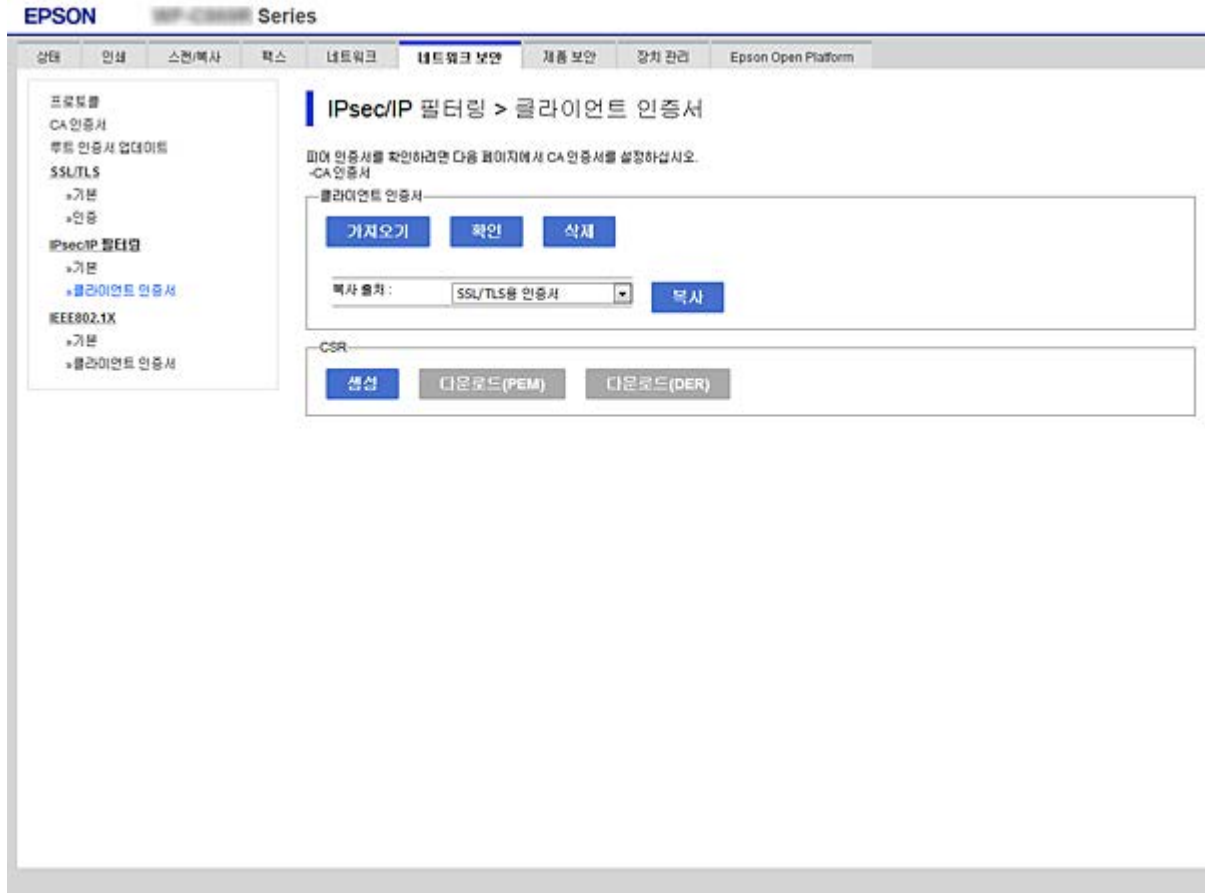 EPSON Series
상태 인쇄 스캔/복사 팩스 네트워크 네트워크 보안 제품 보안 장치 관리 Epson Open Platform
프로토콜
CA 인증서
루트 인증서 업데이트
SSL/TLS
»기본
»인증
IPsec/IP 필터링
»기본
»클라이언트 인증서
IEEE802.1X
»기본
»클라이언트 인증서
IPsec/IP 필터링 > 클라이언트 인증서
피어 인증서를 확인하려면 다음 페이지에서 CA 인증서를 설정하십시오.
-CA 인증서
클라이언트 인증서
가져오기 확인 삭제
복사 출처 : SSL/TLS용 인증서 복사
CSR
생성 다운로드(PEM) 다운로드(DER)